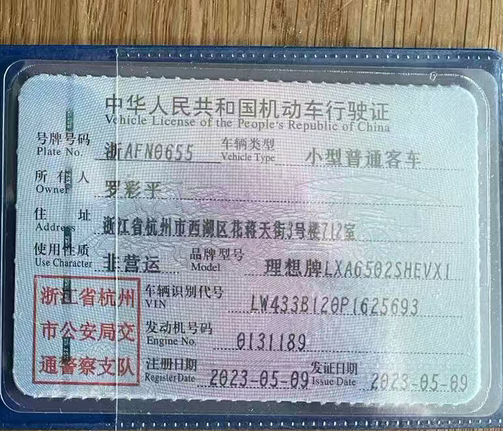 中华人民共和国机动车行驶证
Vehicle License of the People's Republic of China
号牌号码 浙AFN0655 车辆类型 小型普通客车
Plate No. Vehicle Type
所有人 罗彩平
Owner
住址 浙江省杭州市西湖区花蒋天街3号楼712室
Address
使用性质 非营运 品牌型号 理想牌LXA6502SHEVX1
Use Character Model
浙江省杭州
市公安局交
通警察支队
车辆识别代号 LW433B120P1625693
VIN
发动机号码 0131189
Engine No.
注册日期 2023-05-09 发证日期 2023-05-09
Register Date Issue Date